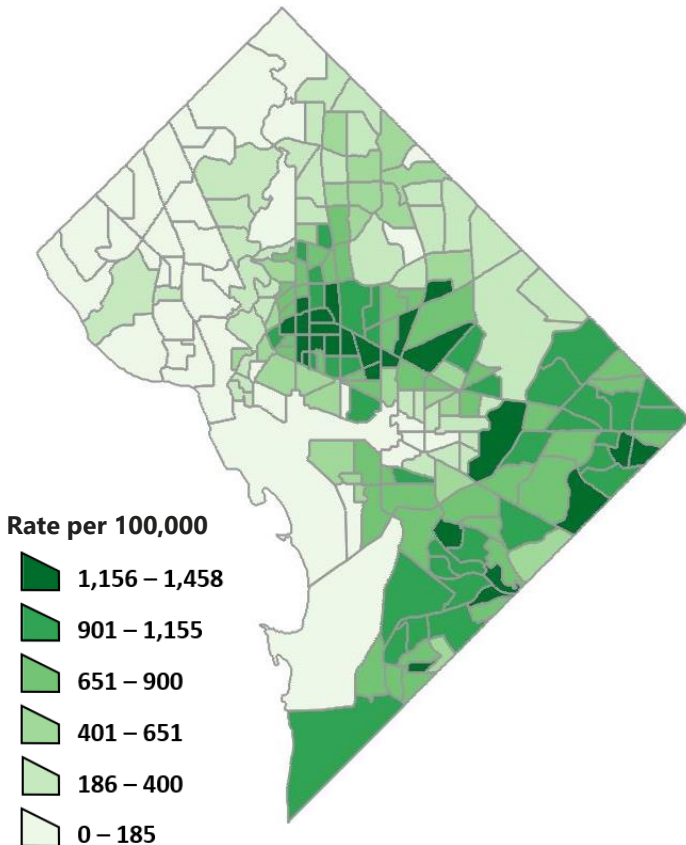 Rate per 100,000
1,156 – 1,458
901 – 1,155
651 – 900
401 – 651
186 – 400
0 – 185